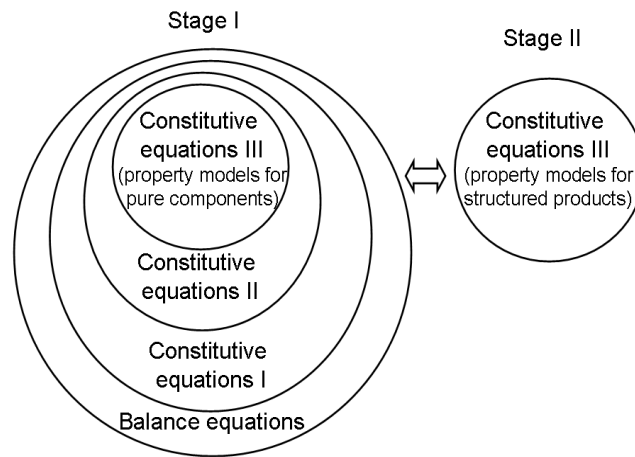 Stage I
Constitutive
equations III
(property models for
pure components)
Constitutive
equations II
Constitutive
equations I
Balance equations
Stage II
Constitutive
equations III
(property models for
structured products)